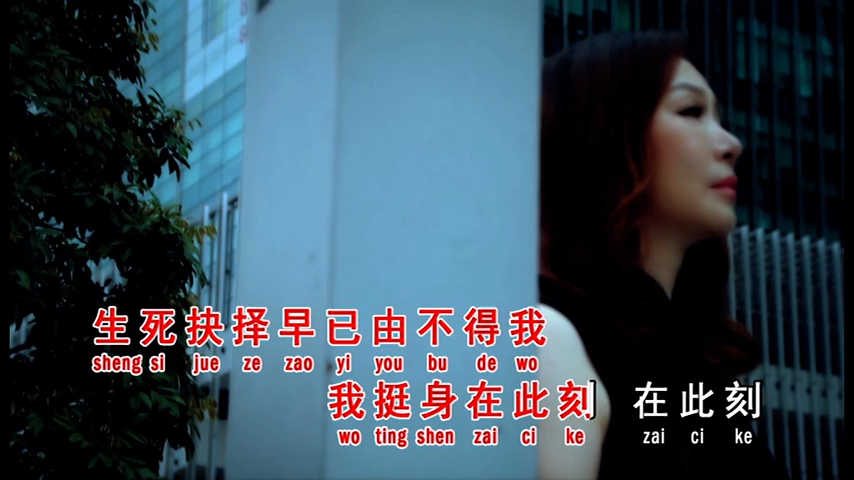 生死抉择早已由不得我
sheng si jue ze zao yi you bu de wo
我挺身在此刻 在此刻
wo ting shen zai ci ke zai ci ke